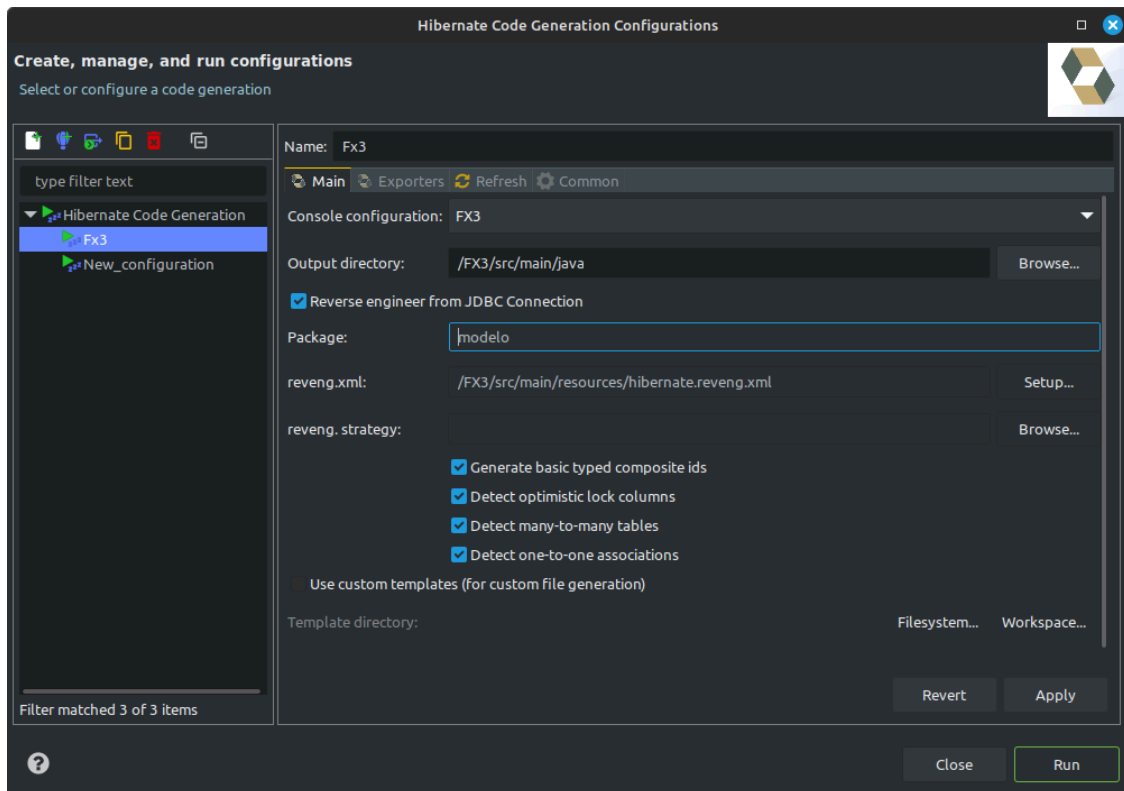 Hibernate Code Generation Configurations
Create, manage, and run configurations
Select or configure a code generation
type filter text
Hibernate Code Generation
Fx3
New_configuration
Filter matched 3 of 3 items
Name: Fx3
Main Exporters Refresh Common
Console configuration: FX3
Output directory: /FX3/src/main/java Browse...
Reverse engineer from JDBC Connection
Package: modelo
reveng.xml: /FX3/src/main/resources/hibernate.reveng.xml Setup...
reveng. strategy: Browse...
Generate basic typed composite ids
Detect optimistic lock columns
Detect many-to-many tables
Detect one-to-one associations
Use custom templates (for custom file generation)
Template directory: Filesystem... Workspace...
Revert Apply
Close Run